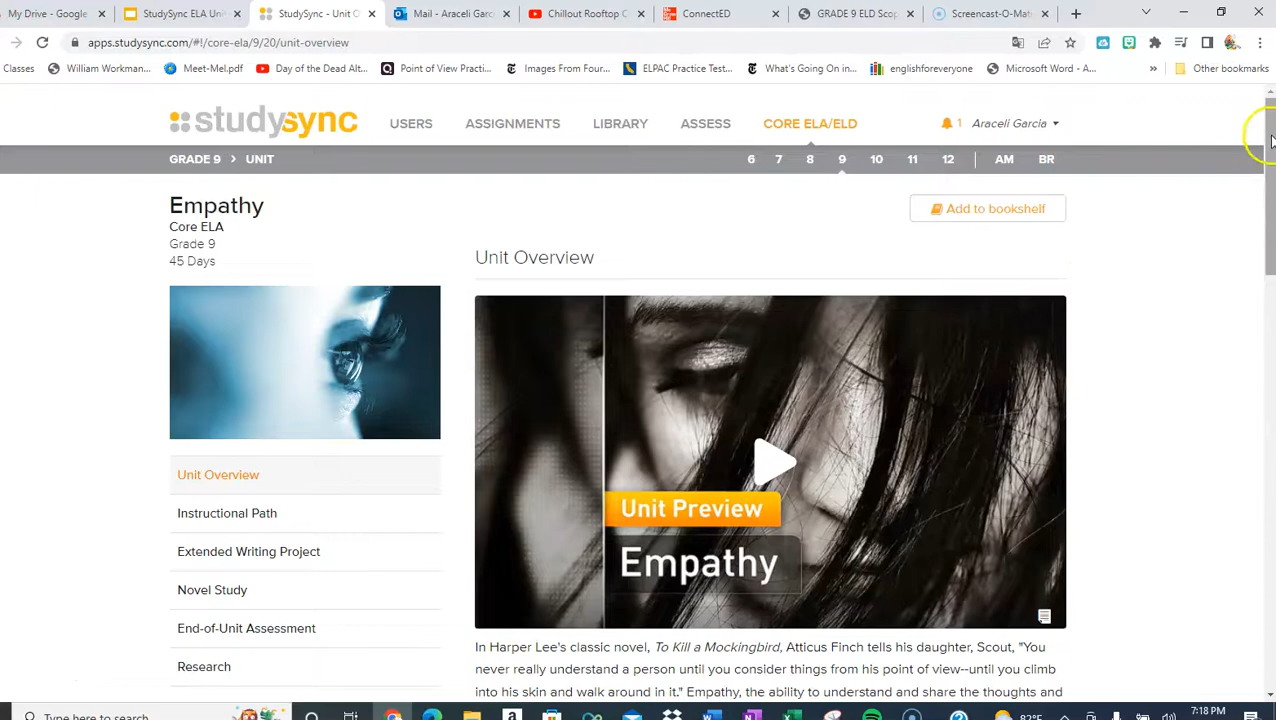 My Drive - Google
StudySync ELA Uni
StudySync - Unit O
Mail - Araceli Garc
Chillout Rooftop C
ConnectED
GRADE 9 ELD Scop
Screencast-O-Mat
apps.studysync.com/#!/core-ela/9/20/unit-overview
Classes
William Workman...
Meet-Mel.pdf
Day of the Dead Alt...
Point of View Practi...
Images From Four...
ELPAC Practice Test...
What's Going On in...
englishforeveryone
Microsoft Word - A...
Other bookmarks
studysync
USERS
ASSIGNMENTS
LIBRARY
ASSESS
CORE ELA/ELD
1
Araceli Garcia
GRADE 9 > UNIT
6 7 8 9 10 11 12 AM BR
Empathy
Core ELA
Grade 9
45 Days
Add to bookshelf
Unit Overview
Unit Preview
Empathy
Unit Overview
Instructional Path
Extended Writing Project
Novel Study
End-of-Unit Assessment
Research
In Harper Lee's classic novel, To Kill a Mockingbird, Atticus Finch tells his daughter, Scout, "You
never really understand a person until you consider things from his point of view--until you climb
into his skin and walk around in it." Empathy, the ability to understand and share the thoughts and
Type here to search
82°F
7:18 PM